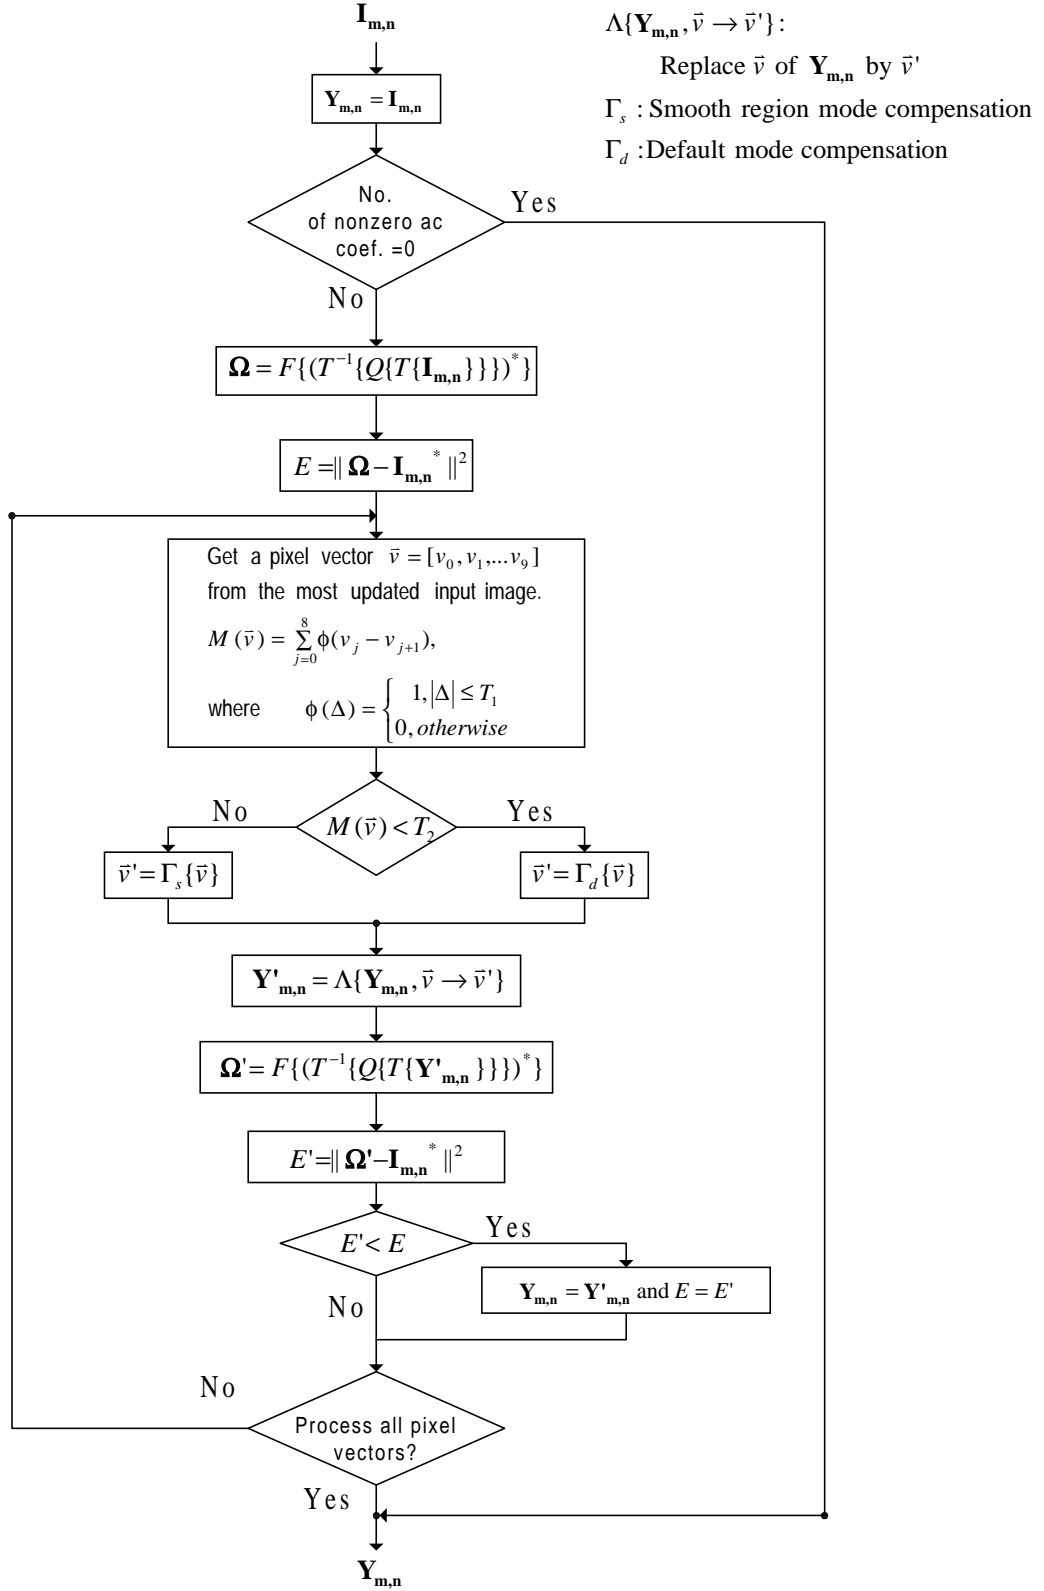 I_{m,n}
Λ{Y_{m,n}, v⃗ → v⃗'}:
Replace v⃗ of Y_{m,n} by v⃗'
Γ_s : Smooth region mode compensation
Γ_d :Default mode compensation
Y_{m,n} = I_{m,n}
No.
of nonzero ac
coef. =0
Yes
No
Ω = F{(T^{-1}{Q{T{I_{m,n}}}})^*}
E =|| Ω − I_{m,n}^* ||^2
Get a pixel vector v⃗ = [v_0, v_1,... v_9]
from the most updated input image.
M (v⃗) = ∑_{j=0}^{8} ϕ(v_j − v_{j+1}),
where ϕ(Δ) = { 1, |Δ| ≤ T_1
0, otherwise
No
Yes
M (v⃗) < T_2
v⃗' = Γ_s{v⃗}
v⃗' = Γ_d{v⃗}
Y'_{m,n} = Λ{Y_{m,n}, v⃗ → v⃗'}
Ω' = F{(T^{-1}{Q{T{Y'_{m,n}}}})^*}
E' =|| Ω' − I_{m,n}^* ||^2
E' < E
Yes
Y_{m,n} = Y'_{m,n} and E = E'
No
No
Process all pixel
vectors?
Yes
Y_{m,n}